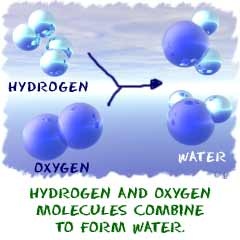 HYDROGEN
OXYGEN
WATER
HYDROGEN AND OXYGEN
MOLECULES COMBINE
TO FORM WATER.